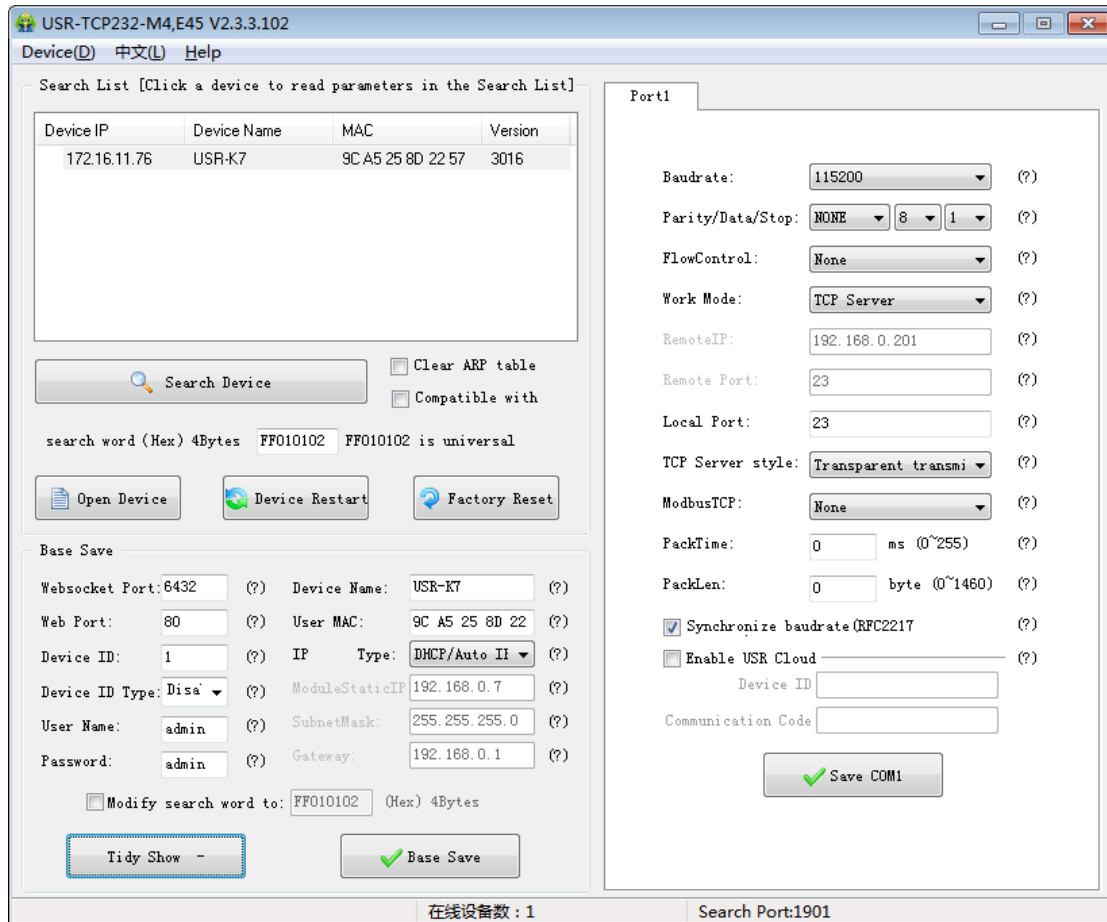 USR-TCP232-M4,E45 V2.3.3.102
Device(D) 中文(L) Help
Search List [Click a device to read parameters in the Search List]
Device IP Device Name MAC Version
172.16.11.76 USR-K7 9C A5 25 8D 22 57 3016
Search Device
Clear ARP table
Compatible with
search word (Hex) 4Bytes FF010102 FF010102 is universal
Open Device Device Restart Factory Reset
Base Save
Websocket Port: 6432 (?) Device Name: USR-K7 (?)
Web Port: 80 (?) User MAC: 9C A5 25 8D 22 (?)
Device ID: 1 (?) IP Type: DHCP/Auto IP (?)
Device ID Type: Disa (?) ModuleStaticIP 192.168.0.7 (?)
User Name: admin (?) SubnetMask: 255.255.255.0 (?)
Password: admin (?) Gateway: 192.168.0.1 (?)
Modify search word to: FF010102 (Hex) 4Bytes
Tidy Show - Base Save
Port1
Baudrate: 115200 (?)
Parity/Data/Stop: NONE 8 1 (?)
FlowControl: None (?)
Work Mode: TCP Server (?)
RemoteIP: 192.168.0.201 (?)
Remote Port: 23 (?)
Local Port: 23 (?)
TCP Server style: Transparent transmi (?)
ModbusTCP: None (?)
PackTime: 0 ms (0~255) (?)
PackLen: 0 byte (0~1460) (?)
Synchronize baudrate(RFC2217 (?)
Enable USR Cloud (?)
Device ID
Communication Code
Save COM1
在线设备数：1 Search Port:1901